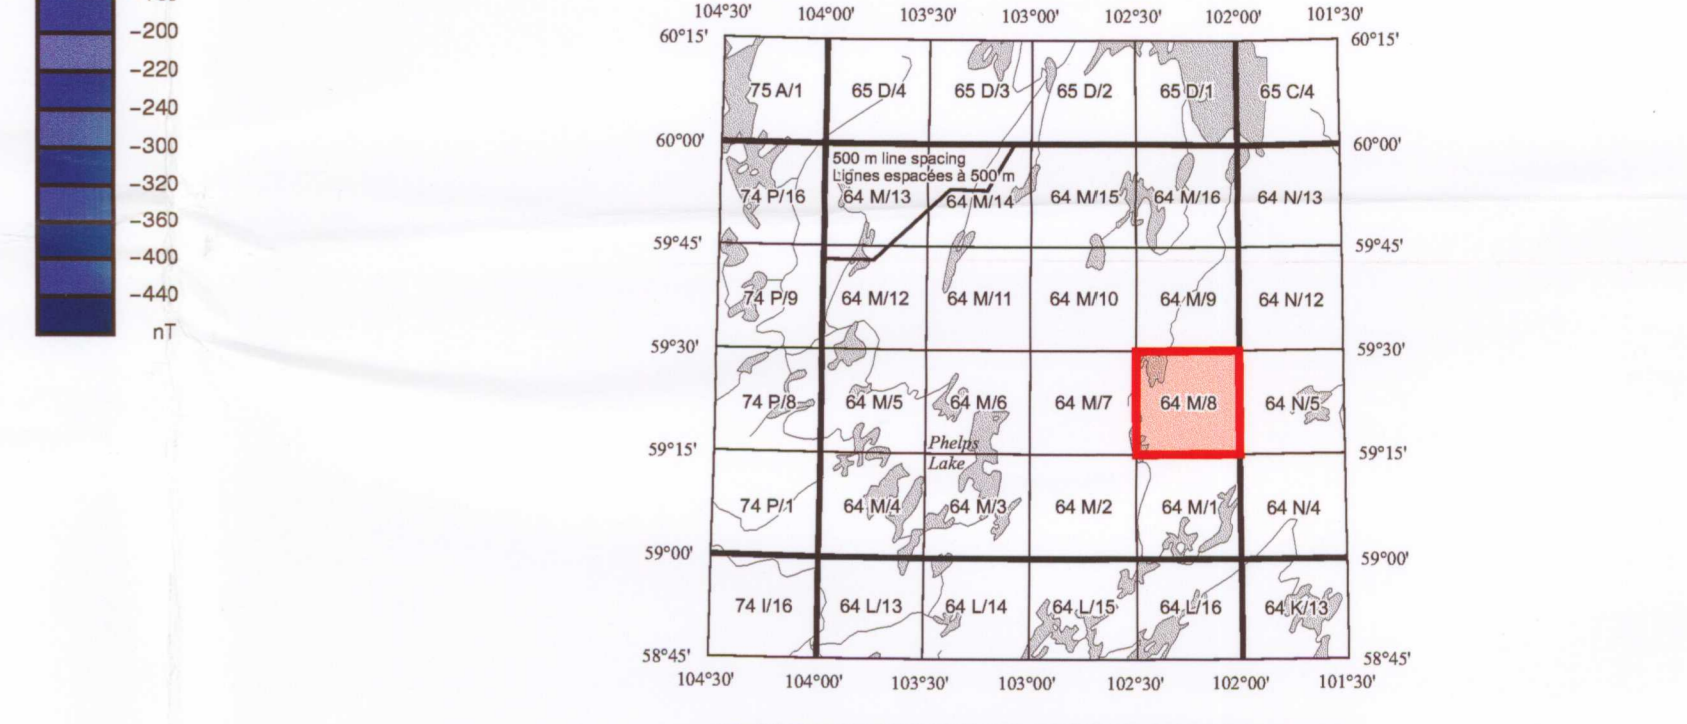 -200
-220
-240
-300
-320
-360
-400
-440
nT
104°30' 104°00' 103°30' 103°00' 102°30' 102°00' 101°30'
60°15' 60°15'
75 A/1 65 D/4 65 D/3 65 D/2 65 D/1 65 C/4
60°00' 60°00'
500 m line spacing
Lignes espacées à 500 m
74 P/16 64 M/13 64 M/14 64 M/15 64 M/16 64 N/13
59°45' 59°45'
74 P/9 64 M/12 64 M/11 64 M/10 64 M/9 64 N/12
59°30' 59°30'
74 P/8 64 M/5 64 M/6 64 M/7 64 M/8 64 N/5
Phelps
59°15' 59°15'
Lake
74 P/1 64 M/4 64 M/3 64 M/2 64 M/1 64 N/4
59°00' 59°00'
74 I/16 64 L/13 64 L/14 64 L/15 64 L/16 64 K/13
58°45' 58°45'
104°30' 104°00' 103°30' 103°00' 102°30' 102°00' 101°30'